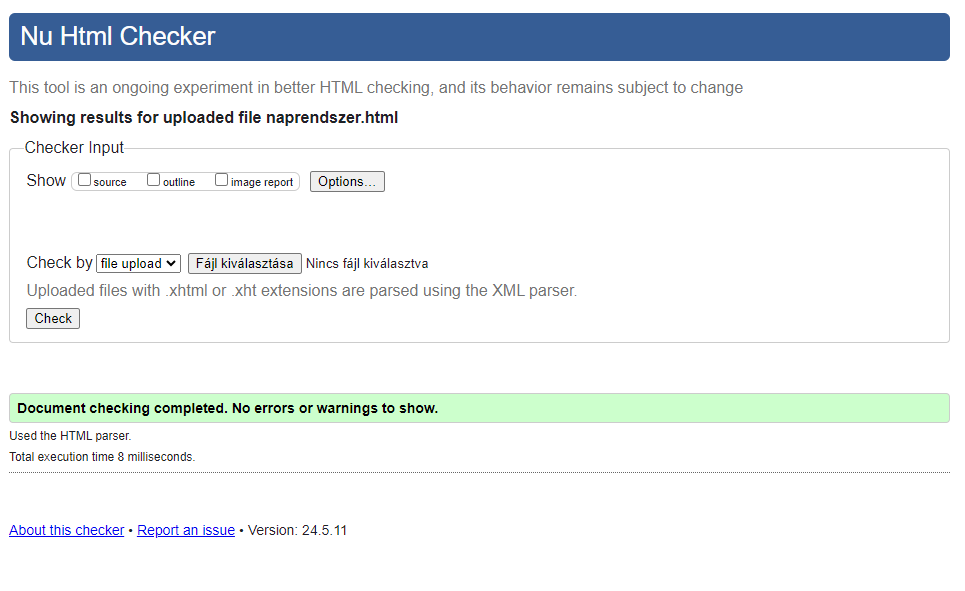 Nu Html Checker
This tool is an ongoing experiment in better HTML checking, and its behavior remains subject to change
Showing results for uploaded file naprendszer.html
Checker Input
Show source outline image report Options...
Check by file upload Fájl kiválasztása Nincs fájl kiválasztva
Uploaded files with .xhtml or .xht extensions are parsed using the XML parser.
Check
Document checking completed. No errors or warnings to show.
Used the HTML parser.
Total execution time 8 milliseconds.
About this checker • Report an issue • Version: 24.5.11